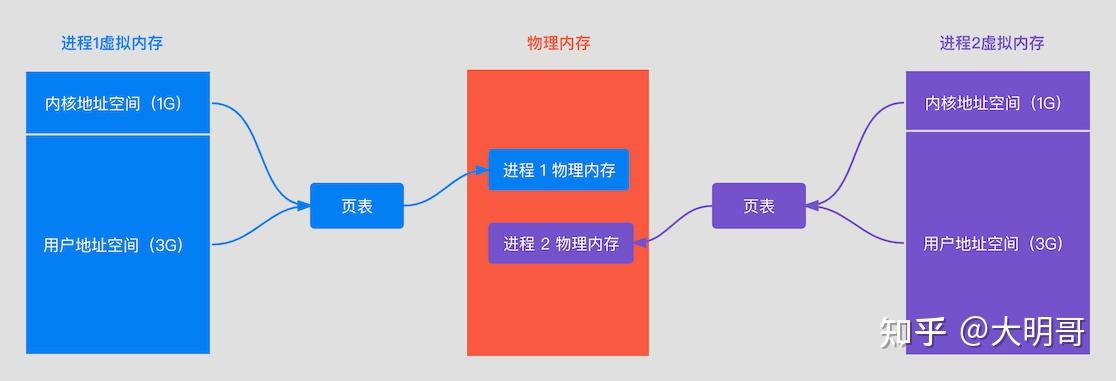 进程1虚拟内存
内核地址空间（1G）
用户地址空间（3G）
页表
物理内存
进程 1 物理内存
进程 2 物理内存
页表
进程2虚拟内存
内核地址空间（1G）
用户地址空间（3G）
知乎 @大明哥